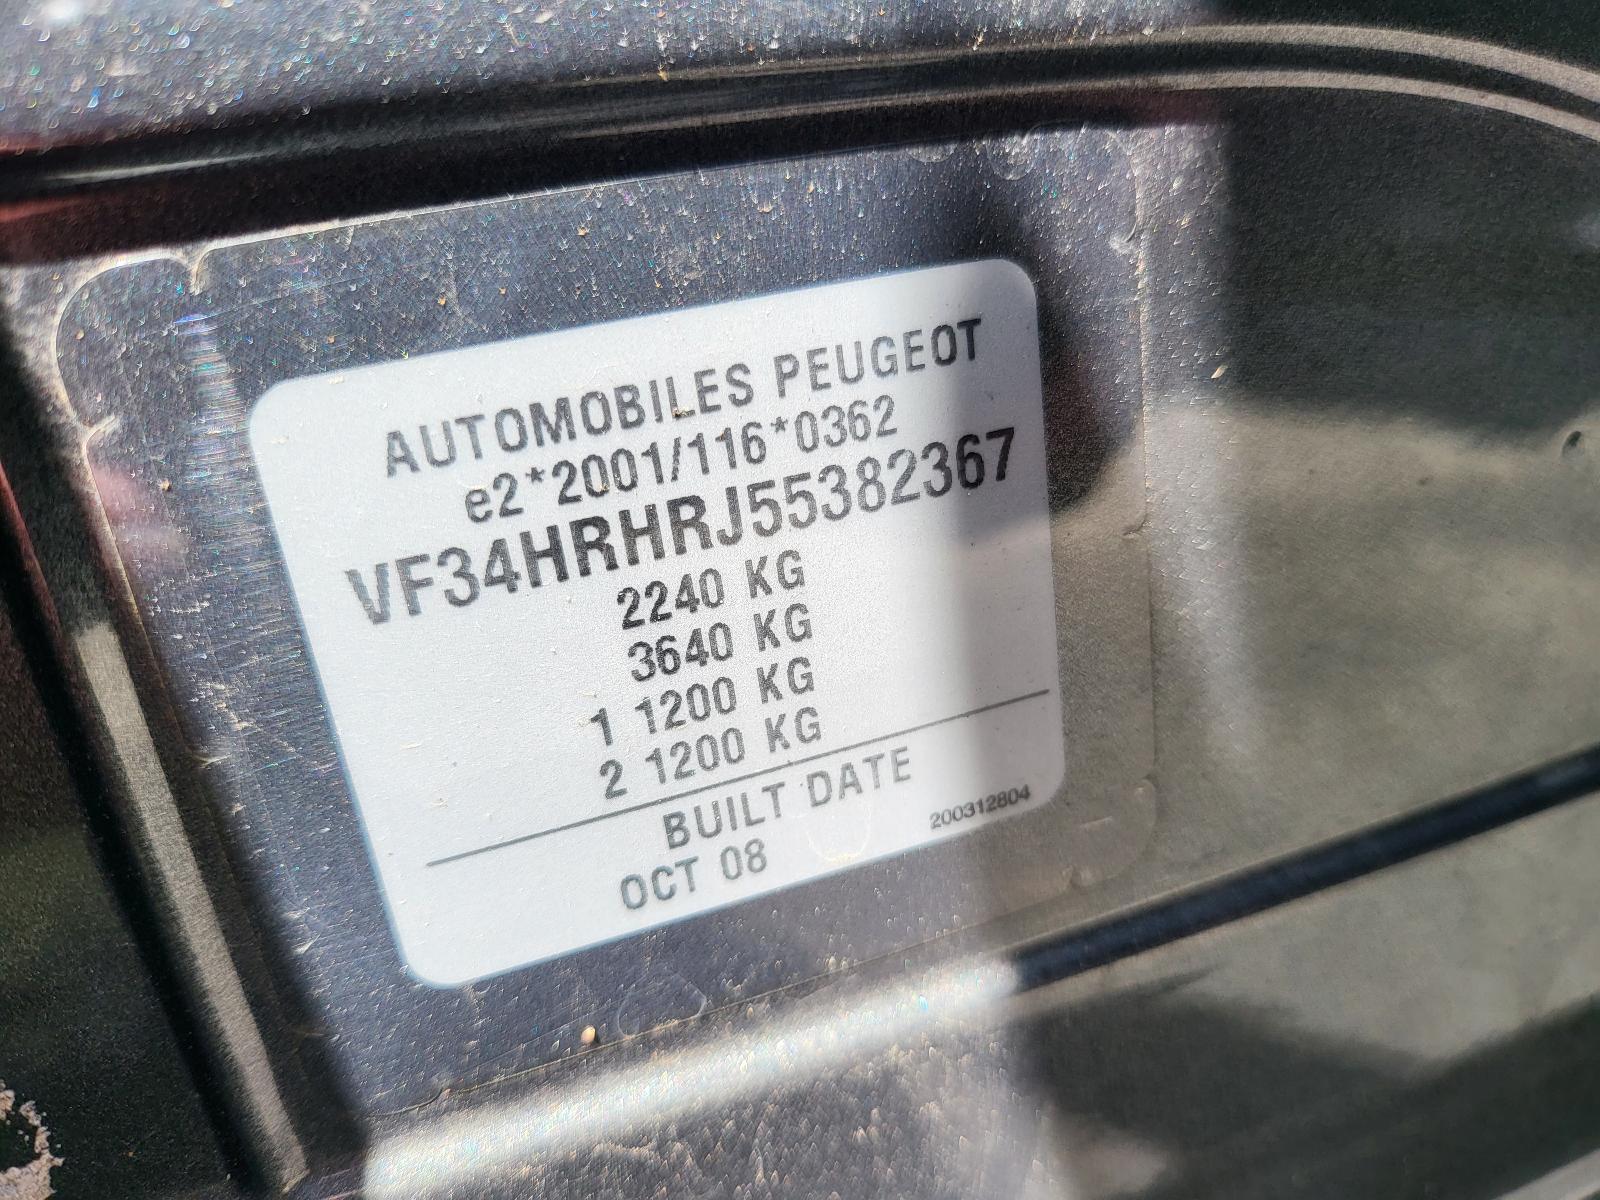 AUTOMOBILES PEUGEOT
e2*2001/116*0362
VF34HRHRJ55382367
2240 KG
3640 KG
1 1200 KG
2 1200 KG
BUILT DATE
200312804
OCT 08